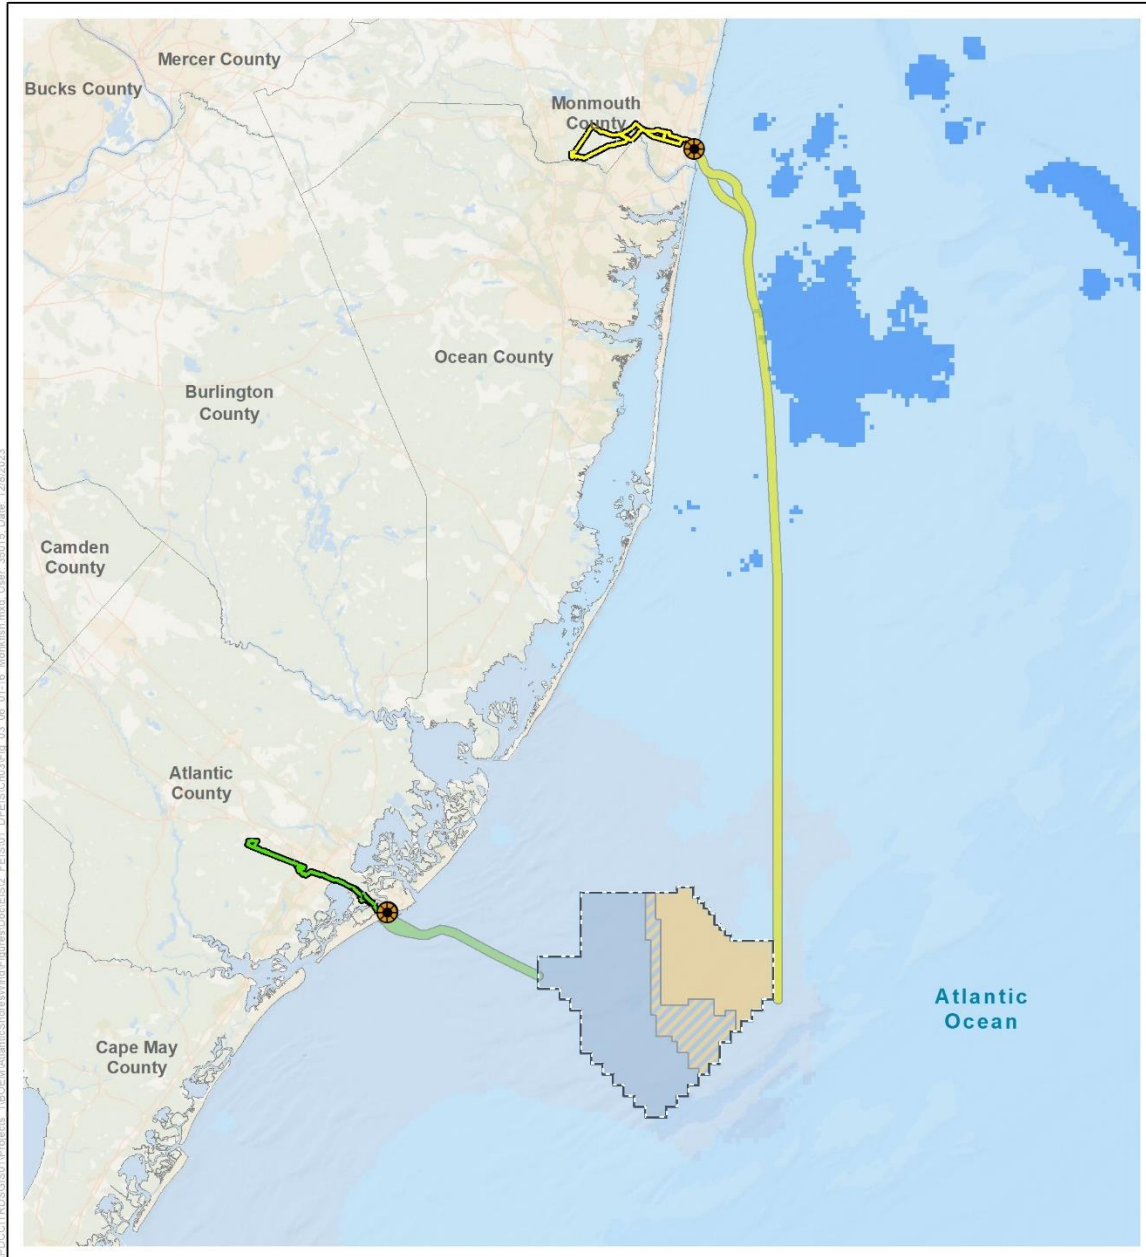 Mercer County
Bucks County
Monmouth
County
Ocean County
Burlington
County
Camden
County
Atlantic
County
Atlantic
Ocean
Cape May
County